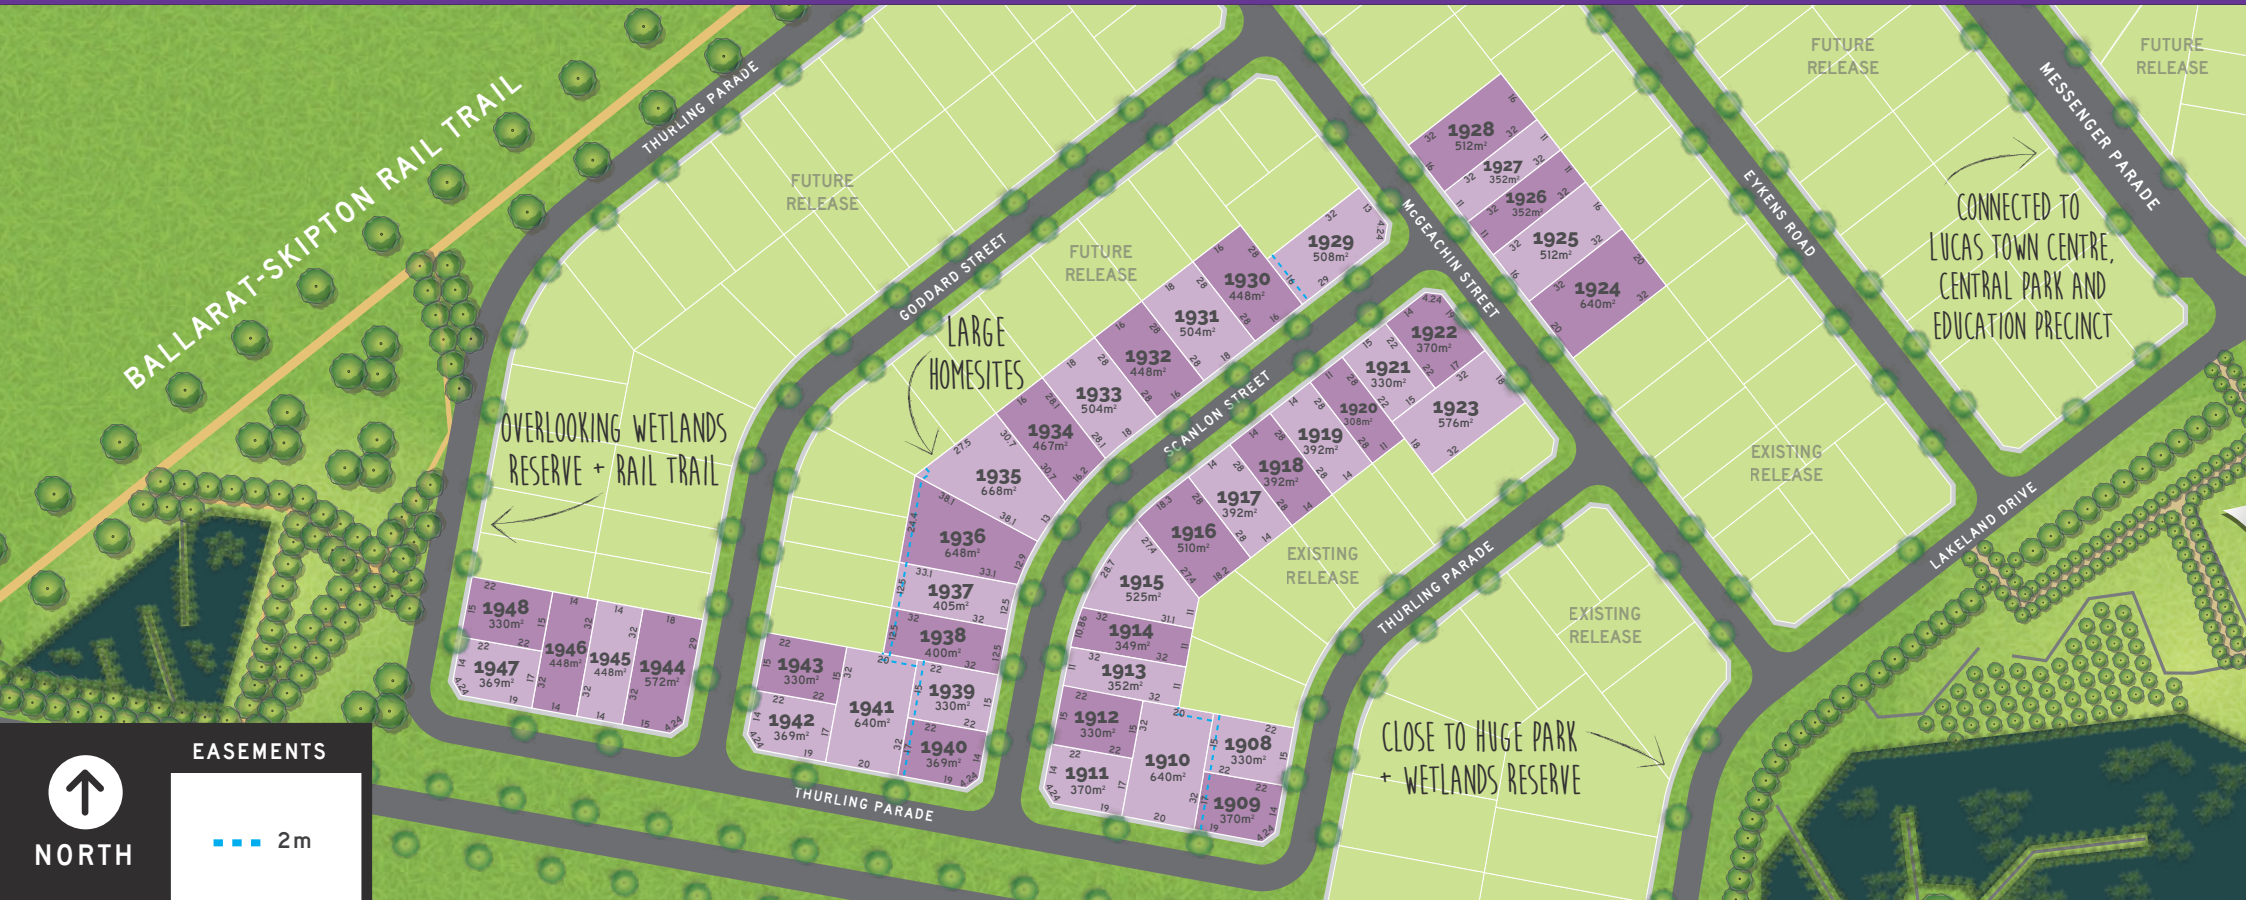 BALLARAT-SKIPTON RAIL TRAIL
THURLING PARADE
FUTURE
RELEASE
GODDARD STREET
FUTURE
RELEASE
LARGE
HOMESITES
OVERLOOKING WETLANDS
RESERVE + RAIL TRAIL
McGEACHIN STREET
EYKENS ROAD
FUTURE
RELEASE
MESSENGER PARADE
FUTURE
RELEASE
CONNECTED TO
LUCAS TOWN CENTRE,
CENTRAL PARK AND
EDUCATION PRECINCT
SCANLON STREET
EXISTING
RELEASE
EXISTING
RELEASE
EXISTING
RELEASE
THURLING PARADE
LAKELAND DRIVE
CLOSE TO HUGE PARK
+ WETLANDS RESERVE
THURLING PARADE
1928
512m²
1927
352m²
1926
352m²
1925
512m²
1924
640m²
1929
508m²
1930
448m²
1931
504m²
1932
448m²
1933
504m²
1934
467m²
1935
668m²
1936
648m²
1937
405m²
1938
400m²
1939
330m²
1940
369m²
1941
640m²
1942
369m²
1943
330m²
1944
572m²
1945
448m²
1946
448m²
1947
369m²
1948
330m²
1922
370m²
1921
330m²
1923
576m²
1920
308m²
1919
392m²
1918
392m²
1917
392m²
1916
510m²
1915
525m²
1914
349m²
1913
352m²
1912
330m²
1911
370m²
1910
640m²
1908
330m²
1909
370m²
NORTH
EASEMENTS
2m